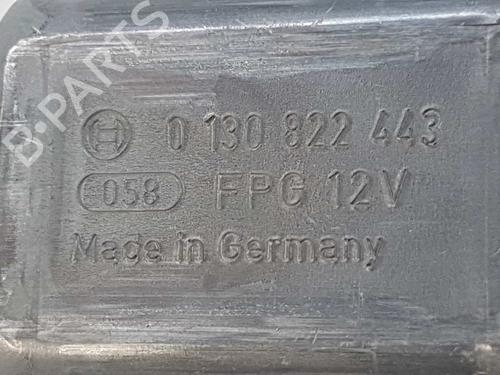 B-PARTS
0 130 822 443
058 FPG 12V
Made in Germany